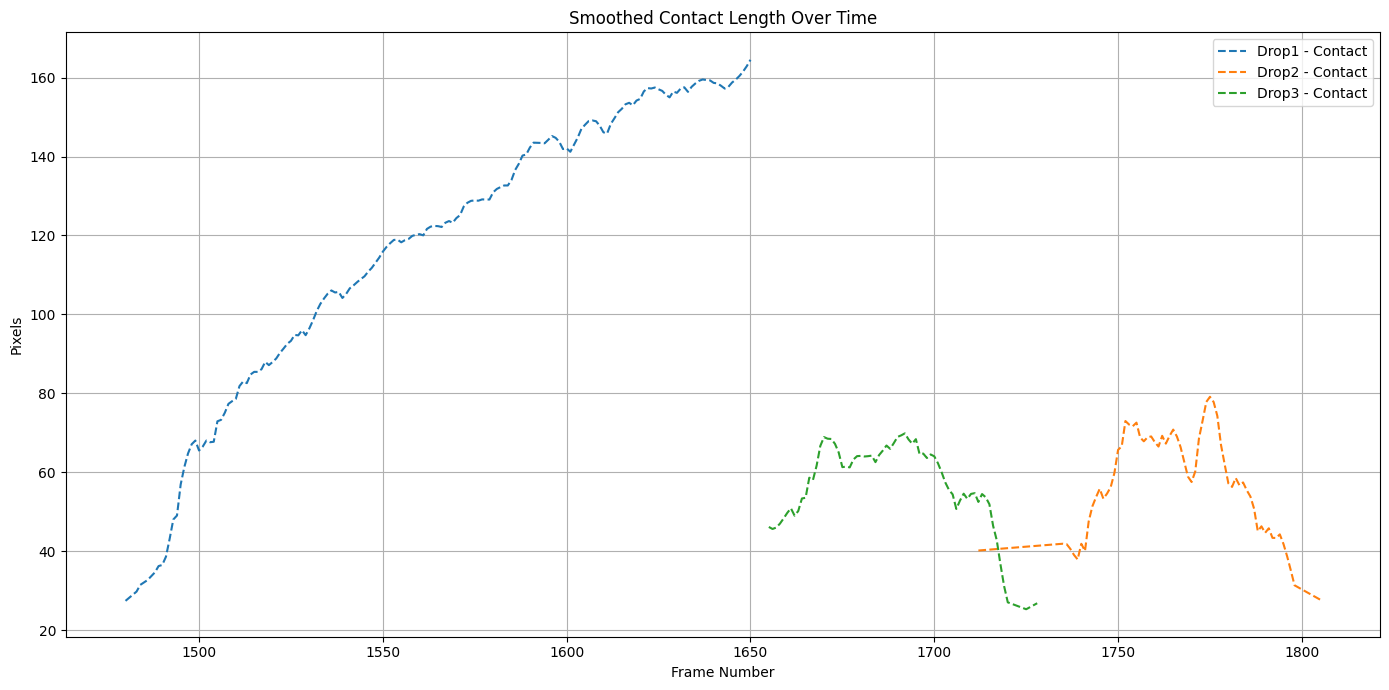 Smoothed Contact Length Over Time
Drop1 - Contact
Drop2 - Contact
Drop3 - Contact
Pixels
160
140
120
100
80
60
40
20
1500 1550 1600 1650 1700 1750 1800
Frame Number